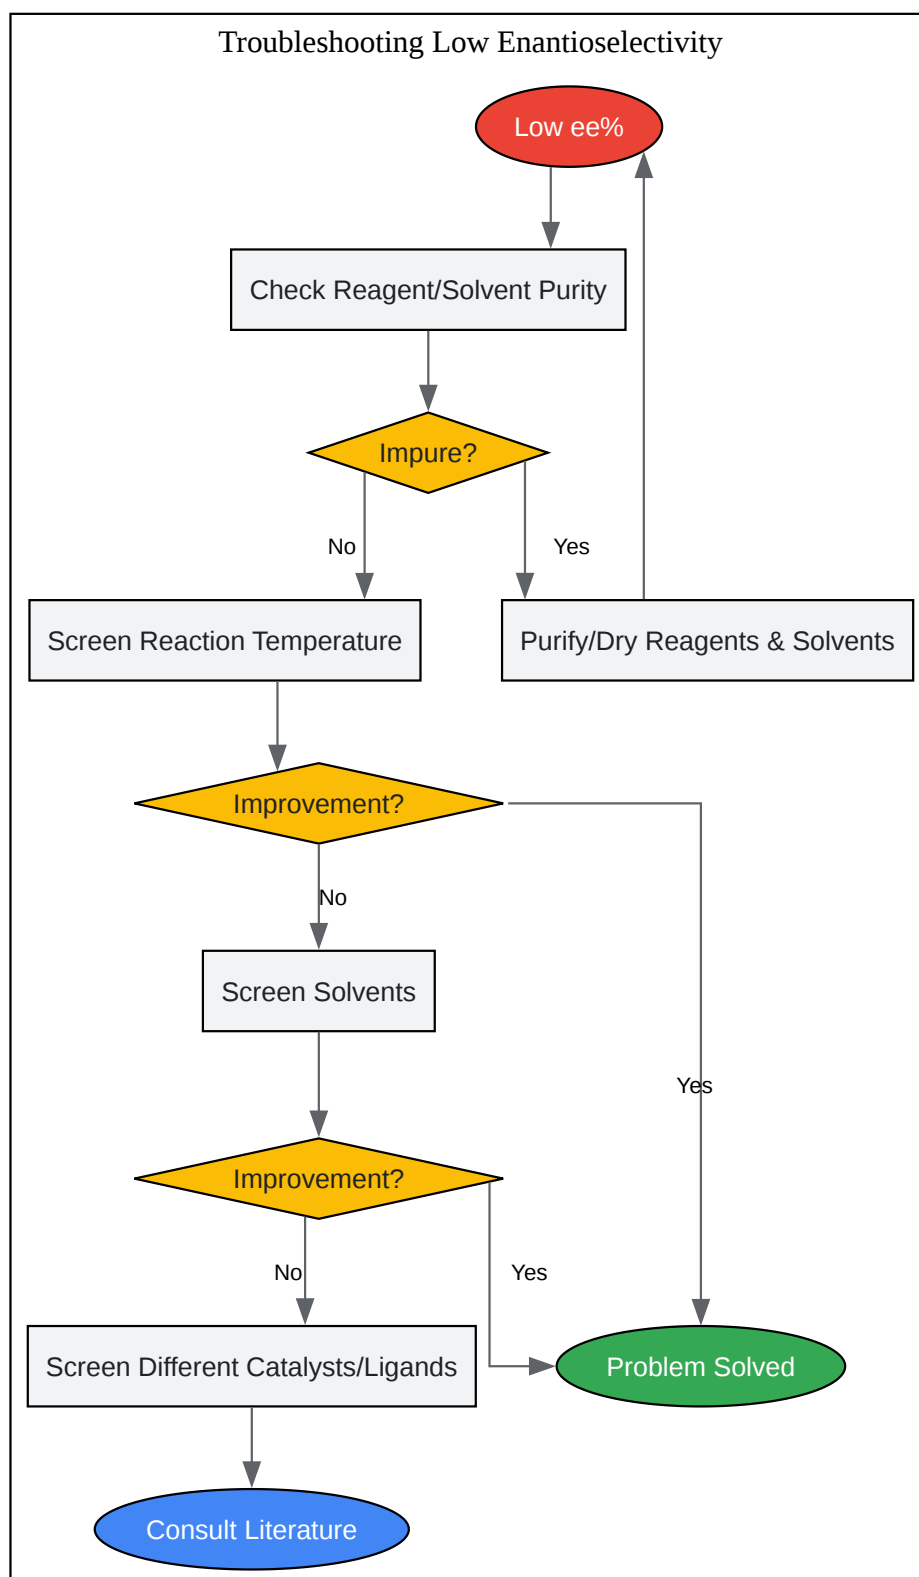 Troubleshooting Low Enantioselectivity
Low ee%
Check Reagent/Solvent Purity
Impure?
No
Yes
Screen Reaction Temperature
Purify/Dry Reagents & Solvents
Improvement?
No
Screen Solvents
Yes
Improvement?
No
Yes
Screen Different Catalysts/Ligands
Problem Solved
Consult Literature